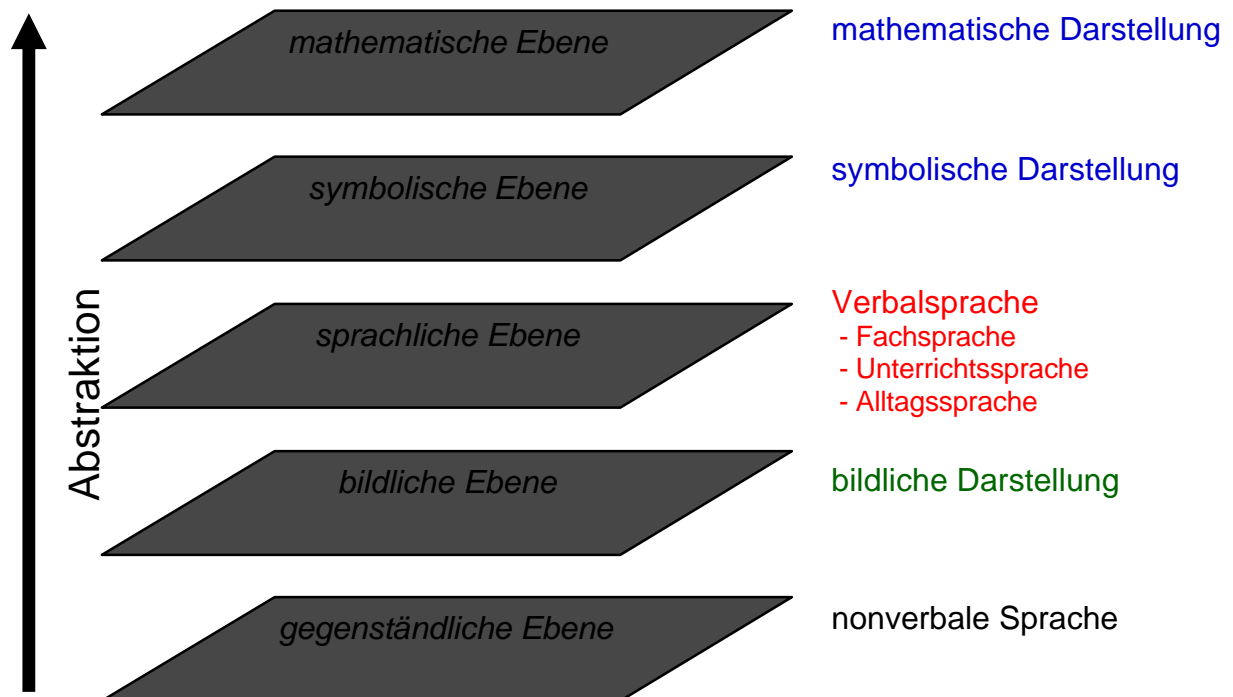 mathematische Ebene
mathematische Darstellung
symbolische Ebene
symbolische Darstellung
Abstraktion
sprachliche Ebene
Verbalsprache
- Fachsprache
- Unterrichtssprache
- Alltagssprache
bildliche Ebene
bildliche Darstellung
gegenständliche Ebene
nonverbale Sprache